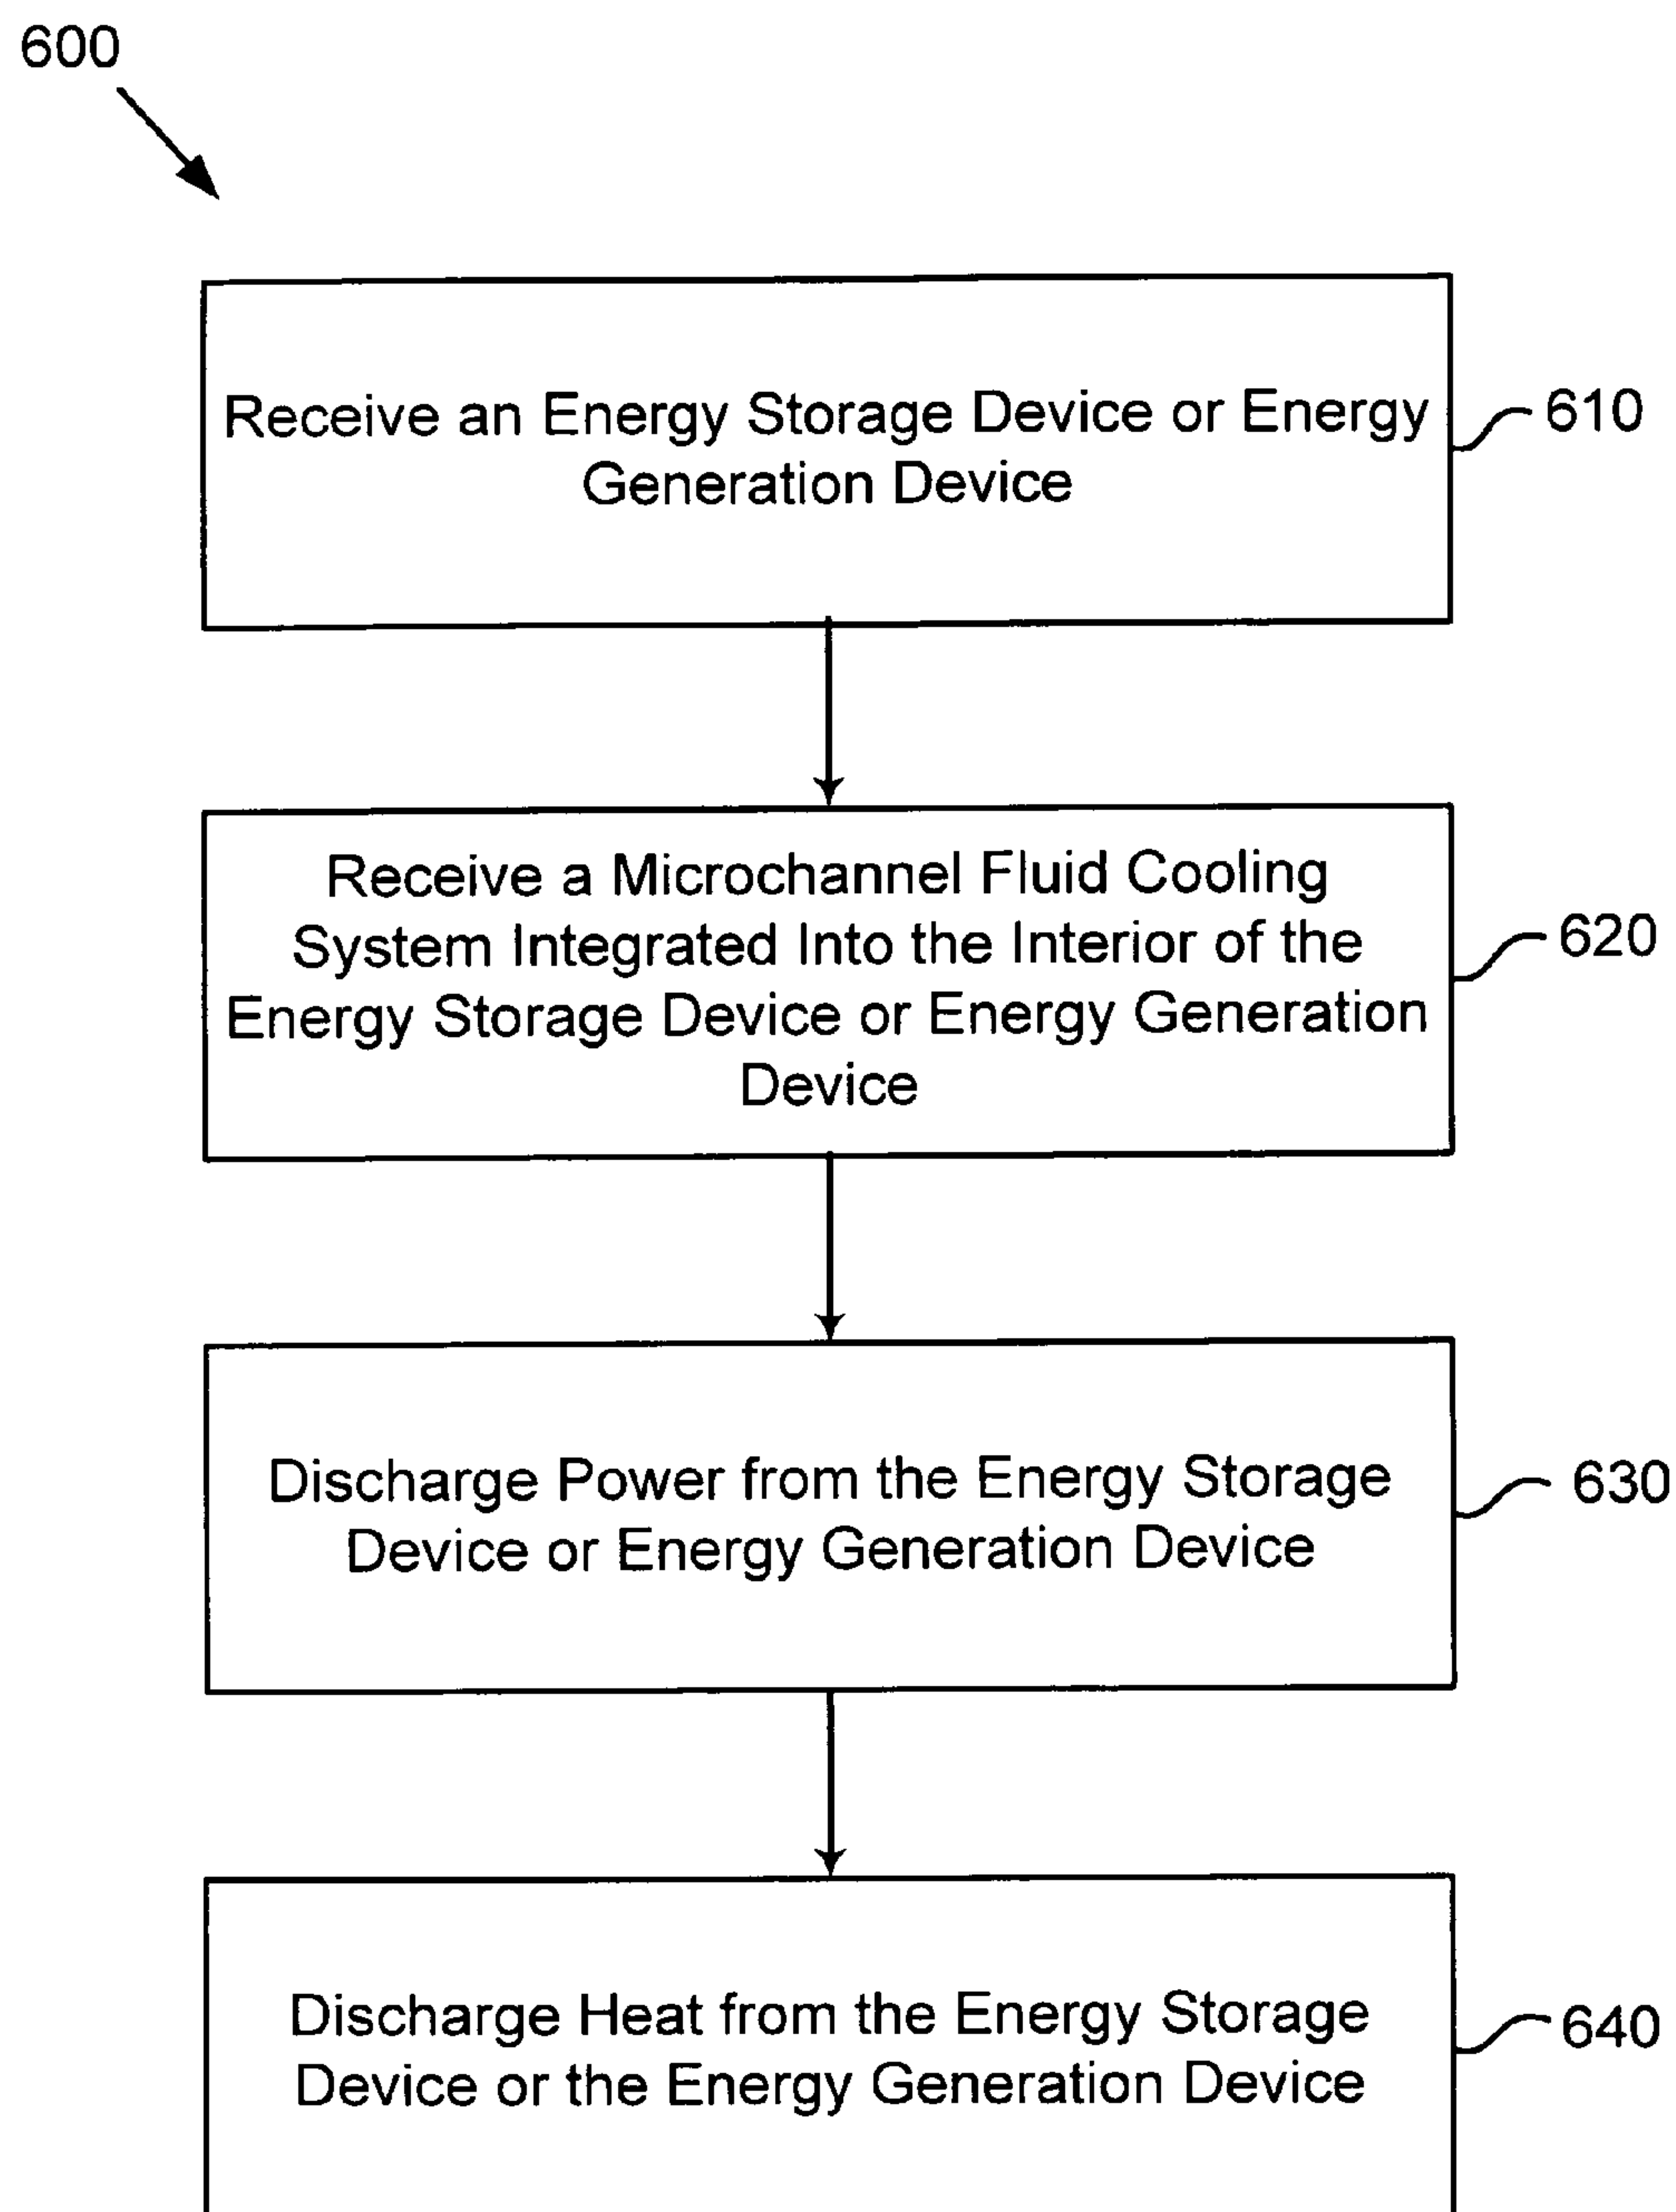 600
Receive an Energy Storage Device or Energy
Generation Device
610
Receive a Microchannel Fluid Cooling
System Integrated Into the Interior of the
Energy Storage Device or Energy Generation
Device
620
Discharge Power from the Energy Storage
Device or Energy Generation Device
630
Discharge Heat from the Energy Storage
Device or the Energy Generation Device
640